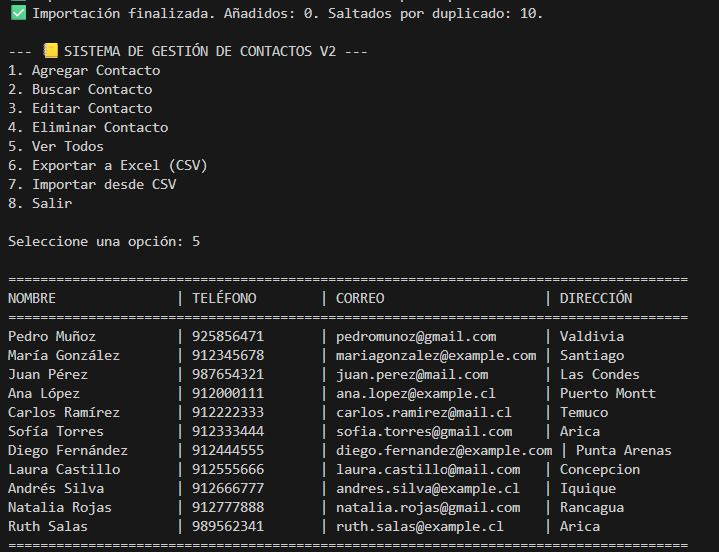 ✅ Importación finalizada. Añadidos: 0. Saltados por duplicado: 10.
--- 📒 SISTEMA DE GESTIÓN DE CONTACTOS V2 ---
1. Agregar Contacto
2. Buscar Contacto
3. Editar Contacto
4. Eliminar Contacto
5. Ver Todos
6. Exportar a Excel (CSV)
7. Importar desde CSV
8. Salir
Seleccione una opción: 5
=====================================================================================
NOMBRE | TELÉFONO | CORREO | DIRECCIÓN
=====================================================================================
Pedro Muñoz | 925856471 | pedromunoz@gmail.com | Valdivia
María González | 912345678 | mariagonzalez@example.com | Santiago
Juan Pérez | 987654321 | juan.perez@mail.com | Las Condes
Ana López | 912000111 | ana.lopez@example.cl | Puerto Montt
Carlos Ramírez | 912222333 | carlos.ramirez@mail.cl | Temuco
Sofía Torres | 912333444 | sofia.torres@gmail.com | Arica
Diego Fernández | 912444555 | diego.fernandez@example.com | Punta Arenas
Laura Castillo | 912555666 | laura.castillo@mail.com | Concepcion
Andrés Silva | 912666777 | andres.silva@example.cl | Iquique
Natalia Rojas | 912777888 | natalia.rojas@gmail.com | Rancagua
Ruth Salas | 989562341 | ruth.salas@example.cl | Arica
=====================================================================================